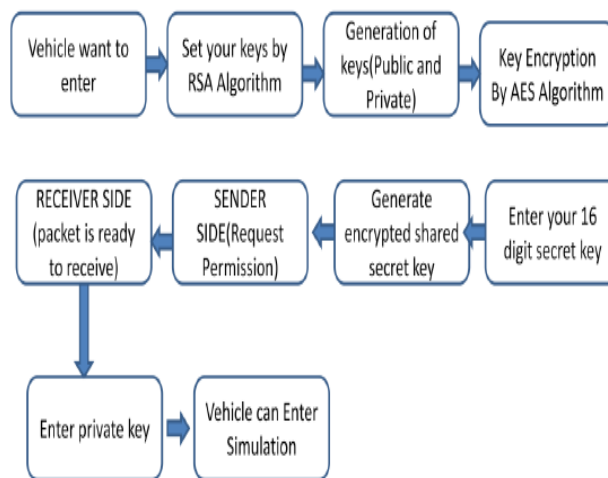 Vehicle want to
enter
Set your keys by
RSA Algorithm
Generation of
keys(Public and
Private)
Key Encryption
By AES Algorithm
RECEIVER SIDE
(packet is ready
to receive)
SENDER
SIDE(Request
Permission)
Generate
encrypted shared
secret key
Enter your 16
digit secret key
Enter private key
Vehicle can Enter
Simulation